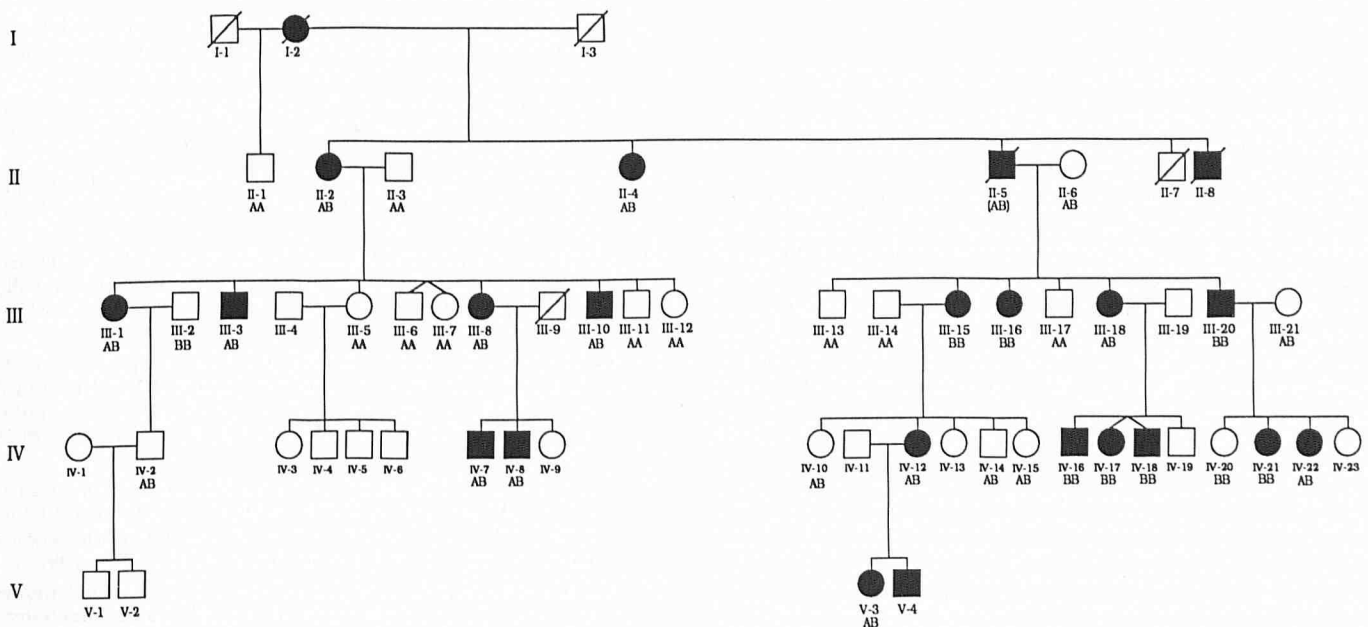 I
I-1 I-2 I-3
II
II-1 II-2 II-3 II-4 II-5 II-6 II-7 II-8
AA AB AA AB (AB) AB
III
III-1 III-2 III-3 III-4 III-5 III-6 III-7 III-8 III-9 III-10 III-11 III-12 III-13 III-14 III-15 III-16 III-17 III-18 III-19 III-20 III-21
AB BB AB AA AA AA AB AB AA AA AA AA BB BB AA AB BB AB
IV
IV-1 IV-2 IV-3 IV-4 IV-5 IV-6 IV-7 IV-8 IV-9 IV-10 IV-11 IV-12 IV-13 IV-14 IV-15 IV-16 IV-17 IV-18 IV-19 IV-20 IV-21 IV-22 IV-23
AB AB AB AB AB AB AB BB BB BB BB BB AB
V
V-1 V-2 V-3 V-4
AB